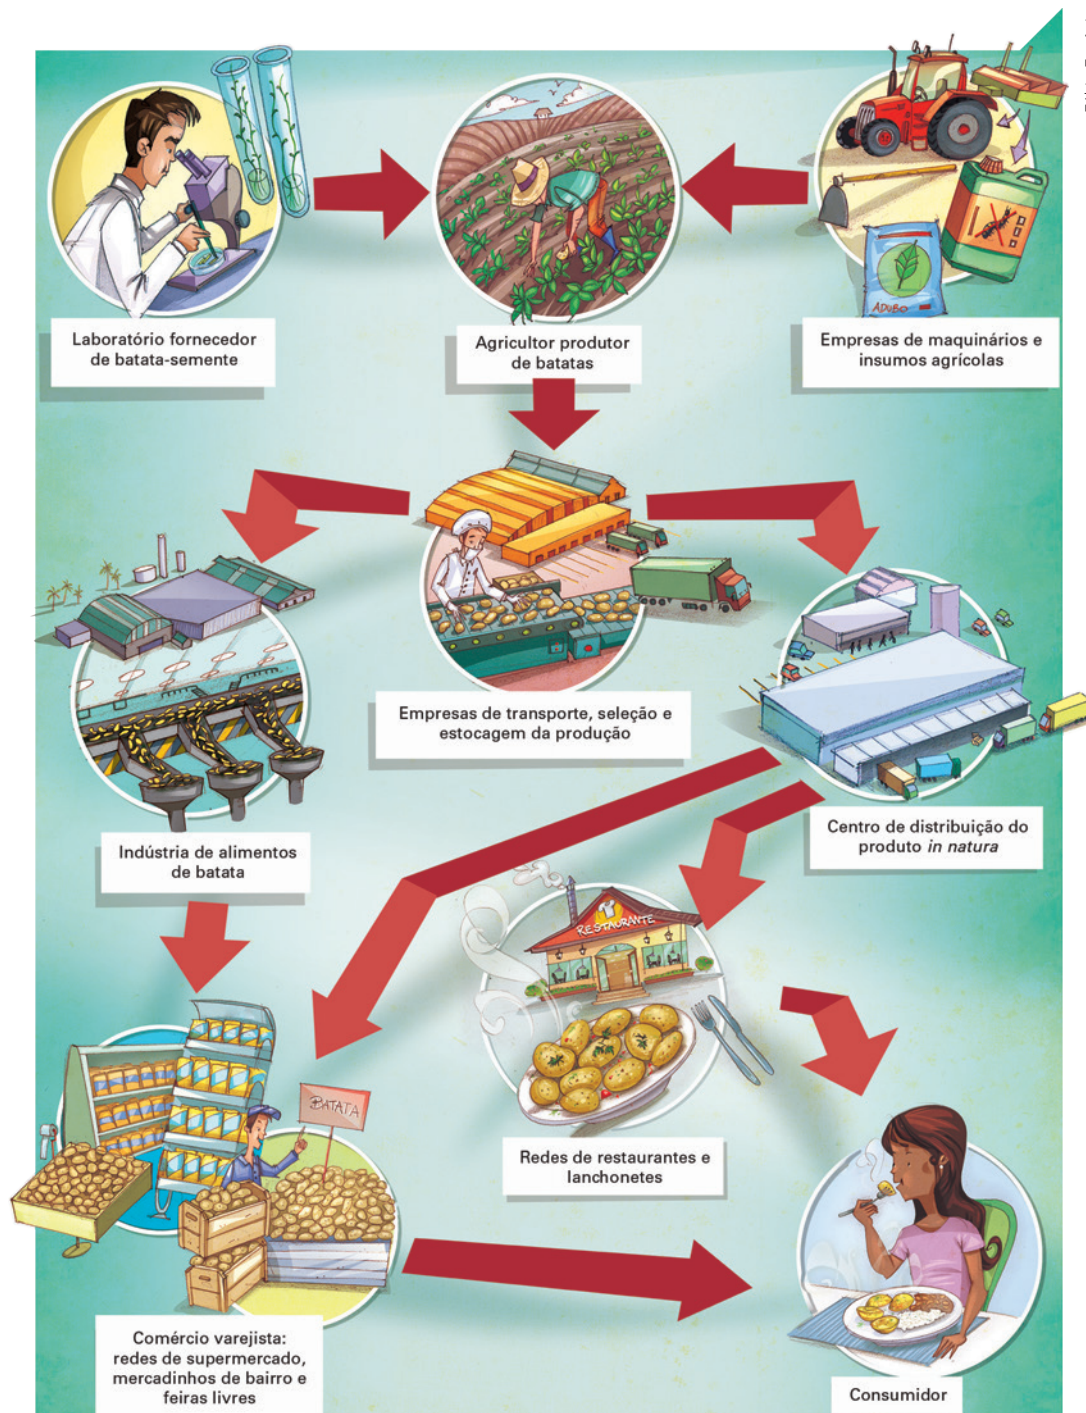 Laboratório fornecedor
de batata-semente
Agricultor produtor
de batatas
ADUBO
Empresas de maquinários e
insumos agrícolas
Empresas de transporte, seleção e
estocagem da produção
Indústria de alimentos
de batata
Centro de distribuição do
produto in natura
RESTAURANTE
BATATA
Redes de restaurantes e
lanchonetes
Comércio varejista:
redes de supermercado,
mercadinhos de bairro e
feiras livres
Consumidor